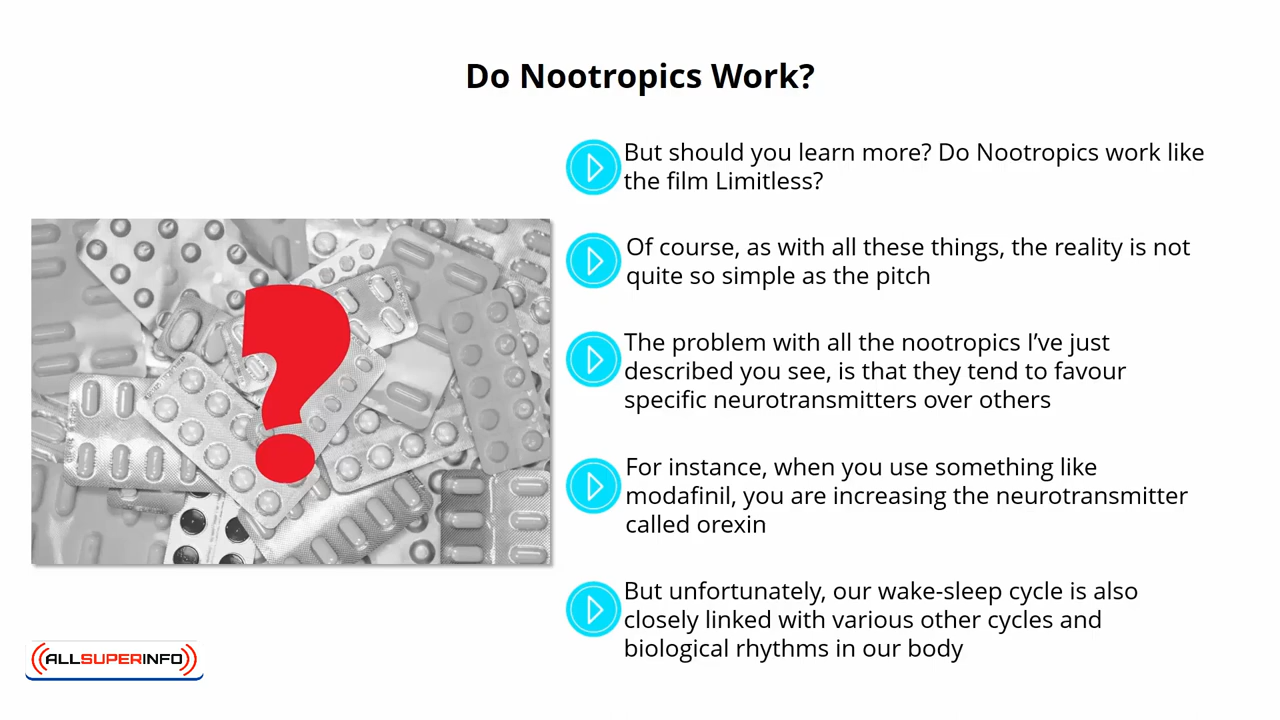 Do Nootropics Work?
But should you learn more? Do Nootropics work like
the film Limitless?
Of course, as with all these things, the reality is not
quite so simple as the pitch
The problem with all the nootropics I’ve just
described you see, is that they tend to favour
specific neurotransmitters over others
For instance, when you use something like
modafinil, you are increasing the neurotransmitter
called orexin
But unfortunately, our wake-sleep cycle is also
closely linked with various other cycles and
biological rhythms in our body
?
ALLSUPERINFO